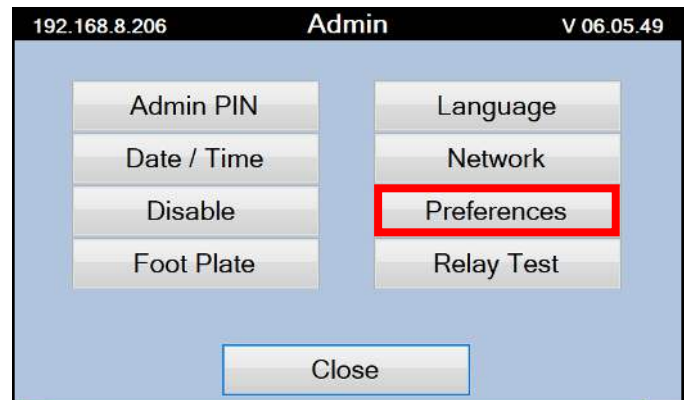 192.168.8.206 Admin V 06.05.49
Admin PIN Language
Date / Time Network
Disable Preferences
Foot Plate Relay Test
Close